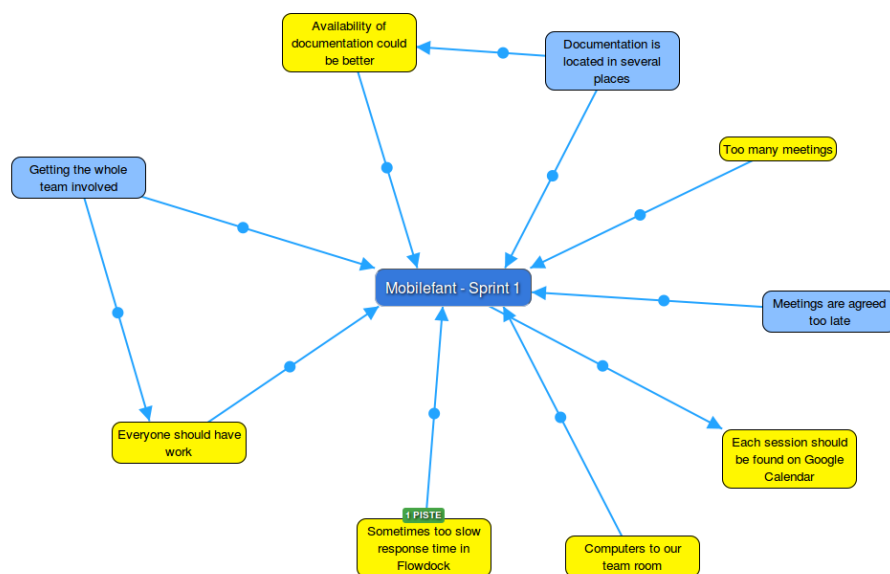 Availability of
documentation could
be better
Documentation is
located in several
places
Too many meetings
Getting the whole
team involved
Mobilefant - Sprint 1
Meetings are agreed
too late
Everyone should have
work
Each session should
be found on Google
Calendar
1 PISTE
Sometimes too slow
response time in
Flowdock
Computers to our
team room